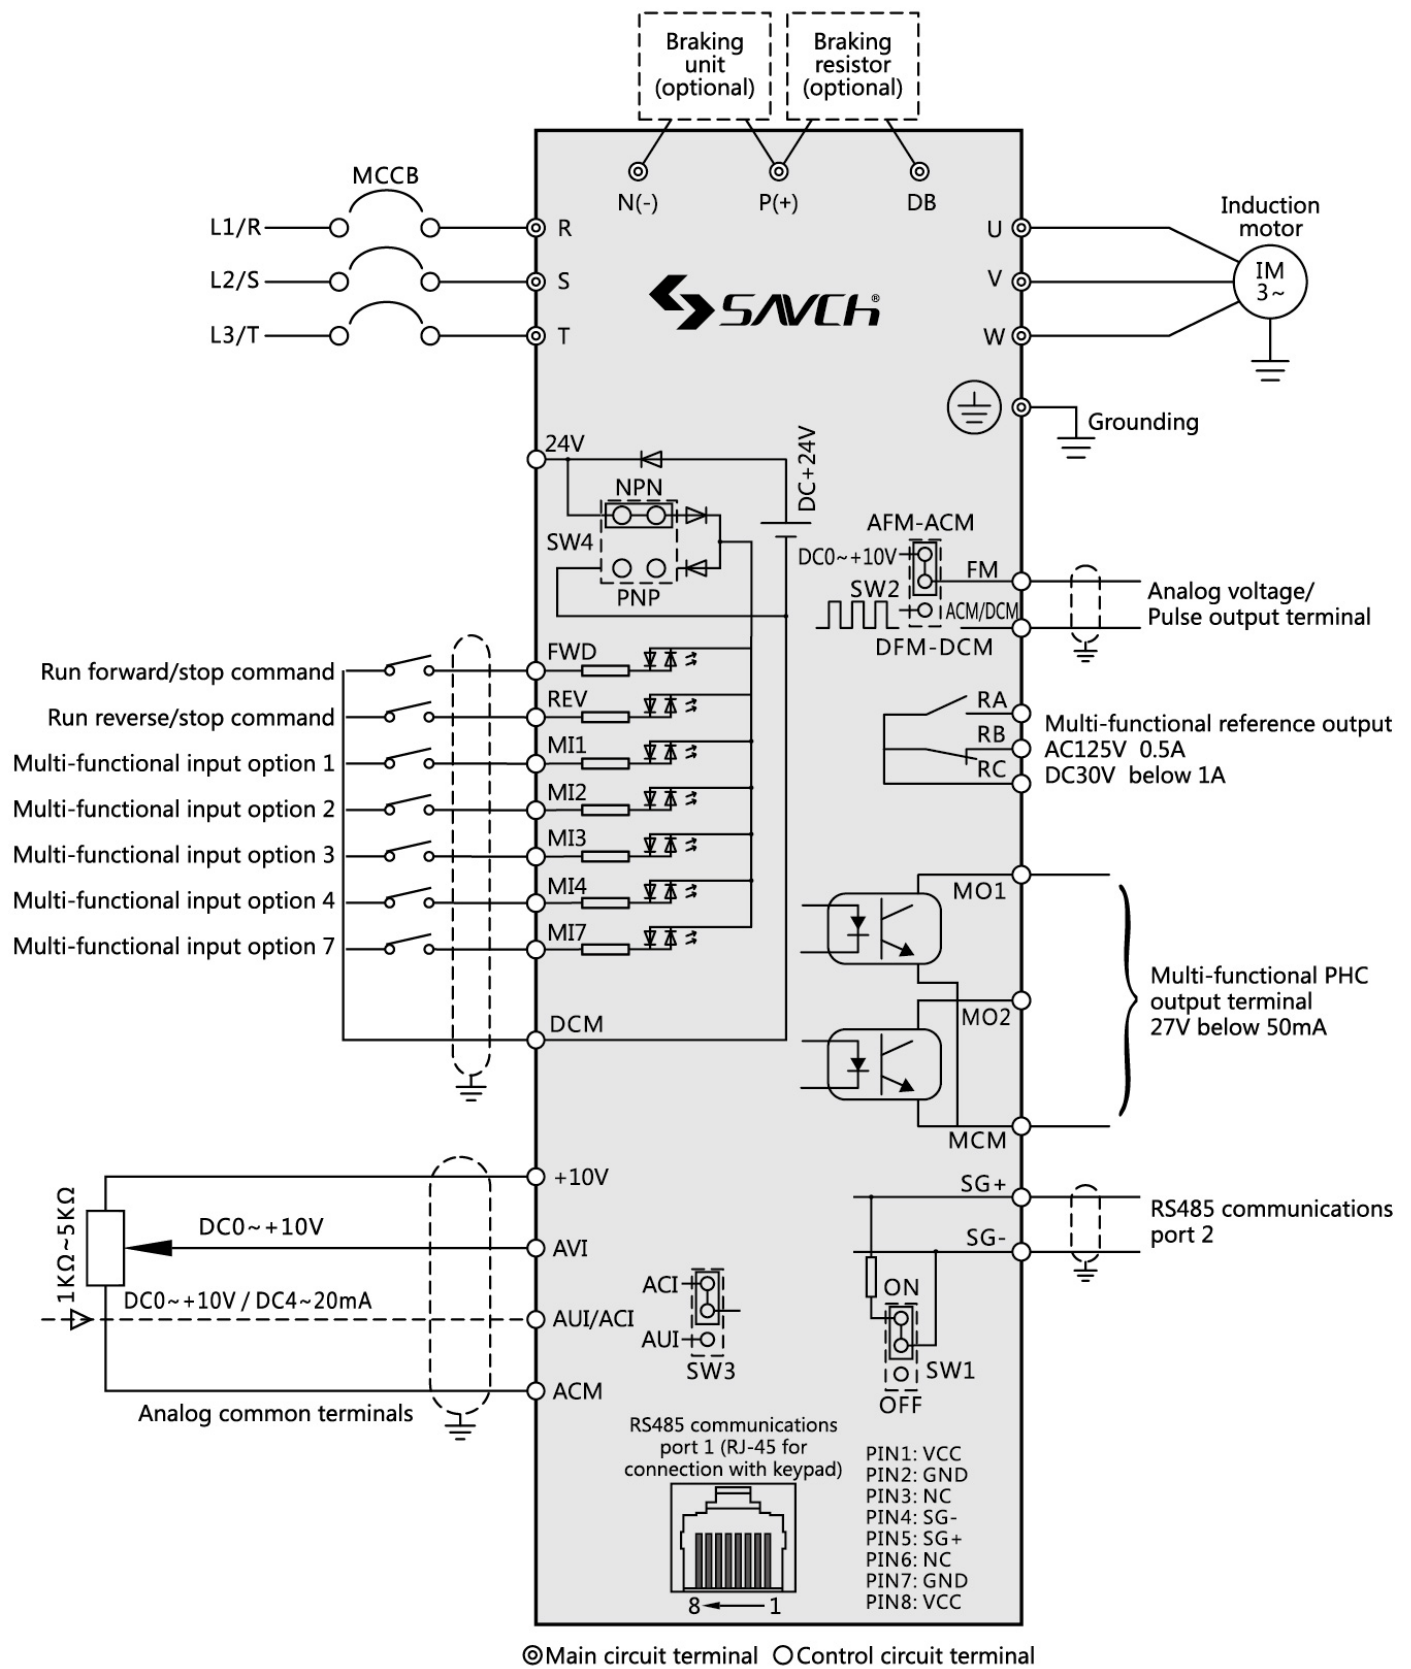 Braking
unit
(optional)
Braking
resistor
(optional)
MCCB
N(-)
P(+)
DB
L1/R
R
U
Induction
motor
L2/S
S
V
IM
3~
SAVCH®
L3/T
T
W
Grounding
24V
DC+24V
NPN
SW4
PNP
AFM-ACM
DC0~+10V
FM
SW2
ACM/DCM
DFM-DCM
Analog voltage/
Pulse output terminal
Run forward/stop command
FWD
Run reverse/stop command
REV
Multi-functional input option 1
MI1
Multi-functional input option 2
MI2
Multi-functional input option 3
MI3
Multi-functional input option 4
MI4
Multi-functional input option 7
MI7
DCM
RA
RB
RC
Multi-functional reference output
AC125V 0.5A
DC30V below 1A
MO1
MO2
MCM
Multi-functional PHC
output terminal
27V below 50mA
+10V
1KΩ~5KΩ
DC0~+10V
AVI
DC0~+10V / DC4~20mA
AUI/ACI
ACM
Analog common terminals
ACI
AUI
SW3
SG+
SG-
RS485 communications
port 2
ON
SW1
OFF
RS485 communications
port 1 (RJ-45 for
connection with keypad)
8
1
PIN1: VCC
PIN2: GND
PIN3: NC
PIN4: SG-
PIN5: SG+
PIN6: NC
PIN7: GND
PIN8: VCC
Main circuit terminal
Control circuit terminal